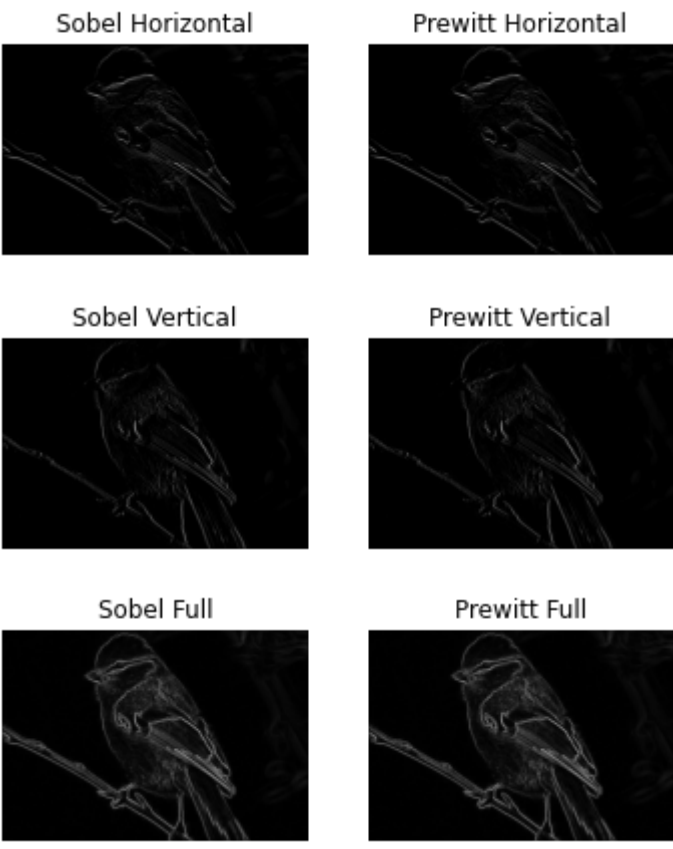 Sobel Horizontal
Prewitt Horizontal
Sobel Vertical
Prewitt Vertical
Sobel Full
Prewitt Full